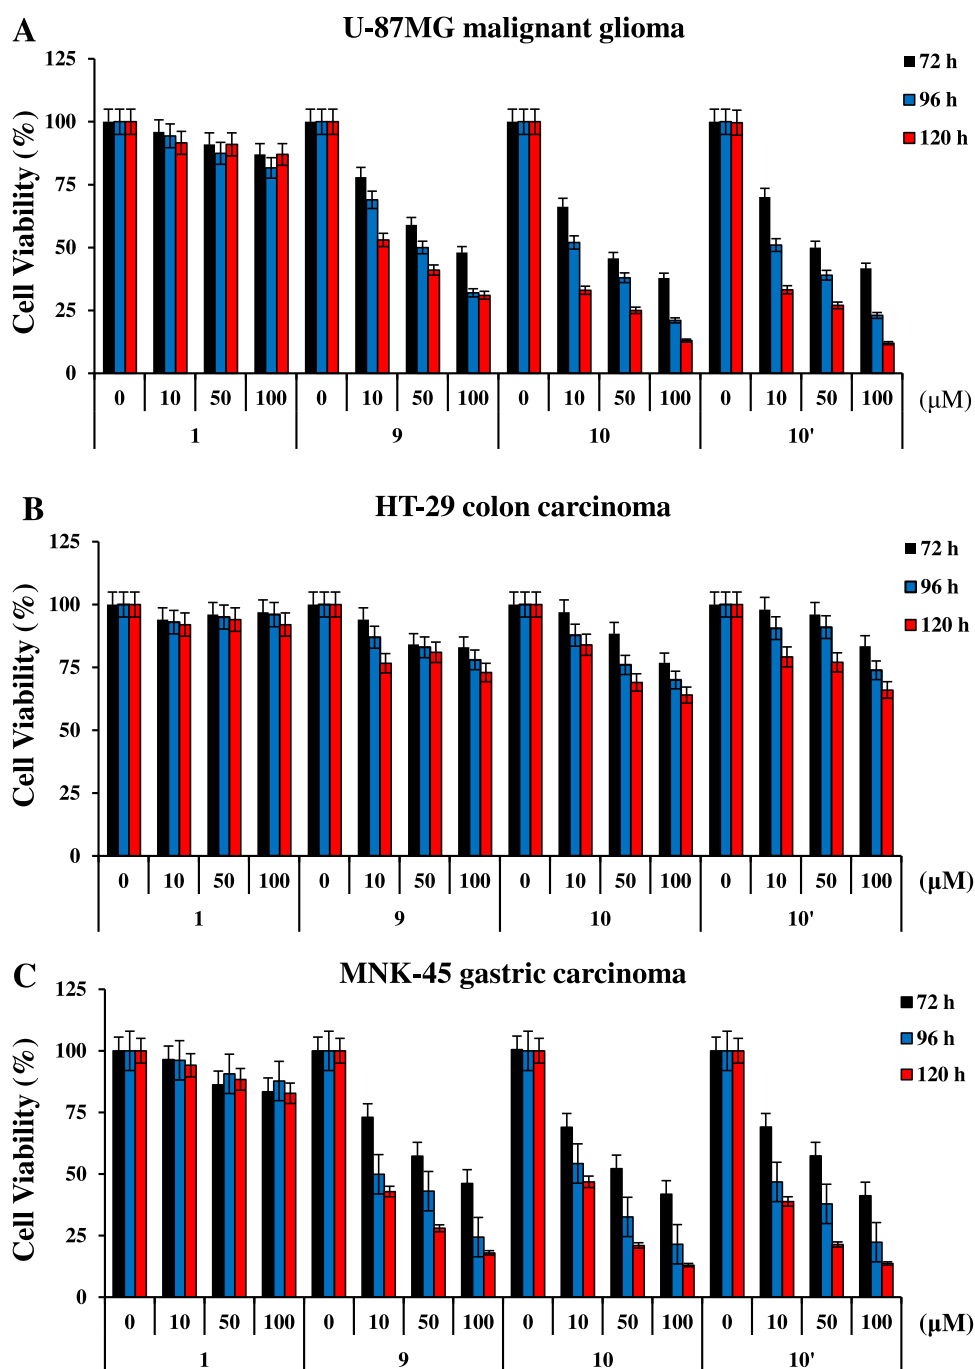 A
U-87MG malignant glioma
125
100
75
50
25
0
Cell Viability (%)
72 h
96 h
120 h
0 10 50 100 0 10 50 100 0 10 50 100 0 10 50 100 (μM)
1 9 10 10'
B
HT-29 colon carcinoma
125
100
75
50
25
0
Cell Viability (%)
72 h
96 h
120 h
0 10 50 100 0 10 50 100 0 10 50 100 0 10 50 100 (μM)
1 9 10 10'
C
MNK-45 gastric carcinoma
125
100
75
50
25
0
Cell Viability (%)
72 h
96 h
120 h
0 10 50 100 0 10 50 100 0 10 50 100 0 10 50 100 (μM)
1 9 10 10'